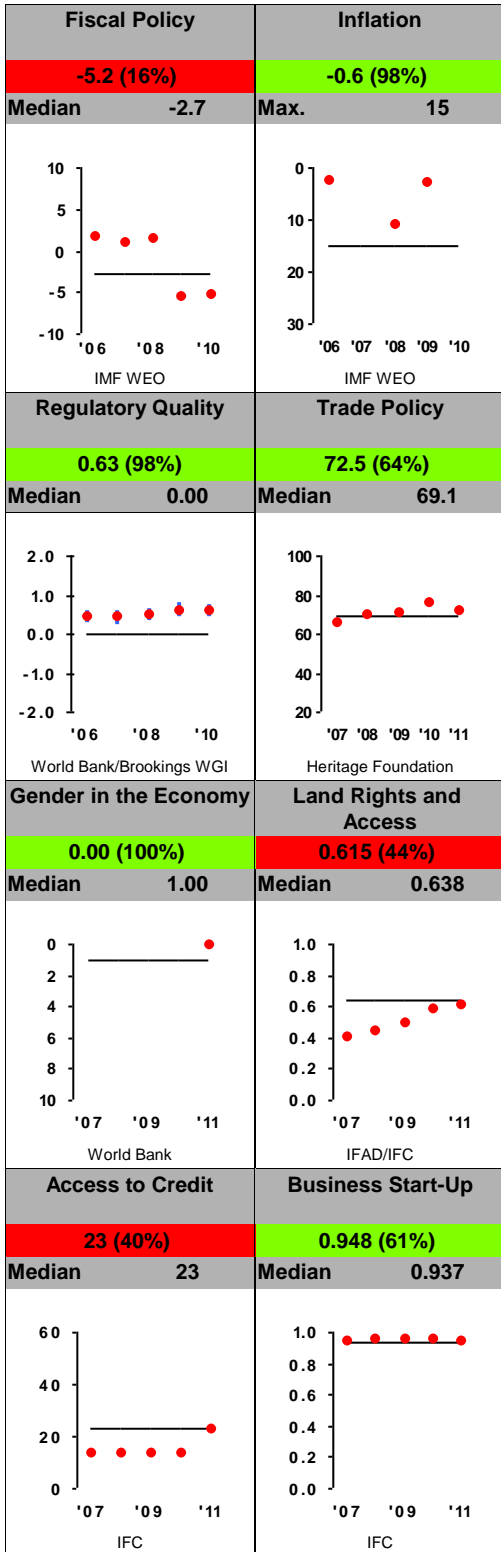 Fiscal Policy
-5.2 (16%)
Median -2.7
10
5
0
-5
-10
'06 '08 '10
IMF WEO
Inflation
-0.6 (98%)
Max. 15
0
10
20
30
'06 '07 '08 '09 '10
IMF WEO
Regulatory Quality
0.63 (98%)
Median 0.00
2.0
1.0
0.0
-1.0
-2.0
'06 '08 '10
World Bank/Brookings WGI
Trade Policy
72.5 (64%)
Median 69.1
100
80
60
40
20
'07 '08 '09 '10 '11
Heritage Foundation
Gender in the Economy
0.00 (100%)
Median 1.00
0
2
4
6
8
10
'07 '09 '11
World Bank
Land Rights and
Access
0.615 (44%)
Median 0.638
1.0
0.8
0.6
0.4
0.2
0.0
'07 '09 '11
IFAD/IFC
Access to Credit
23 (40%)
Median 23
60
40
20
0
'07 '09 '11
IFC
Business Start-Up
0.948 (61%)
Median 0.937
1.0
0.8
0.6
0.4
0.2
0.0
'07 '09 '11
IFC